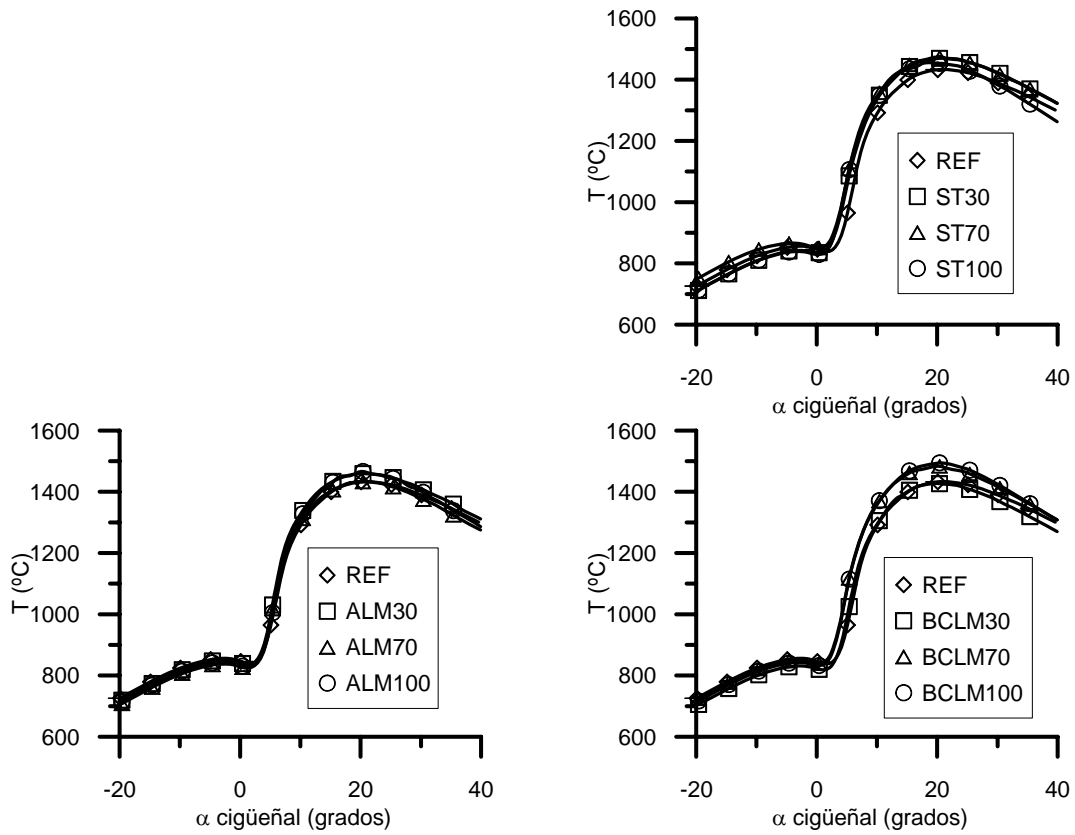 1600
1400
1200
1000
800
600
T (ºC)
REF
ST30
ST70
ST100
-20 0 20 40
α cigüeñal (grados)
1600
1400
1200
1000
800
600
T (ºC)
REF
ALM30
ALM70
ALM100
-20 0 20 40
α cigüeñal (grados)
1600
1400
1200
1000
800
600
T (ºC)
REF
BCLM30
BCLM70
BCLM100
-20 0 20 40
α cigüeñal (grados)